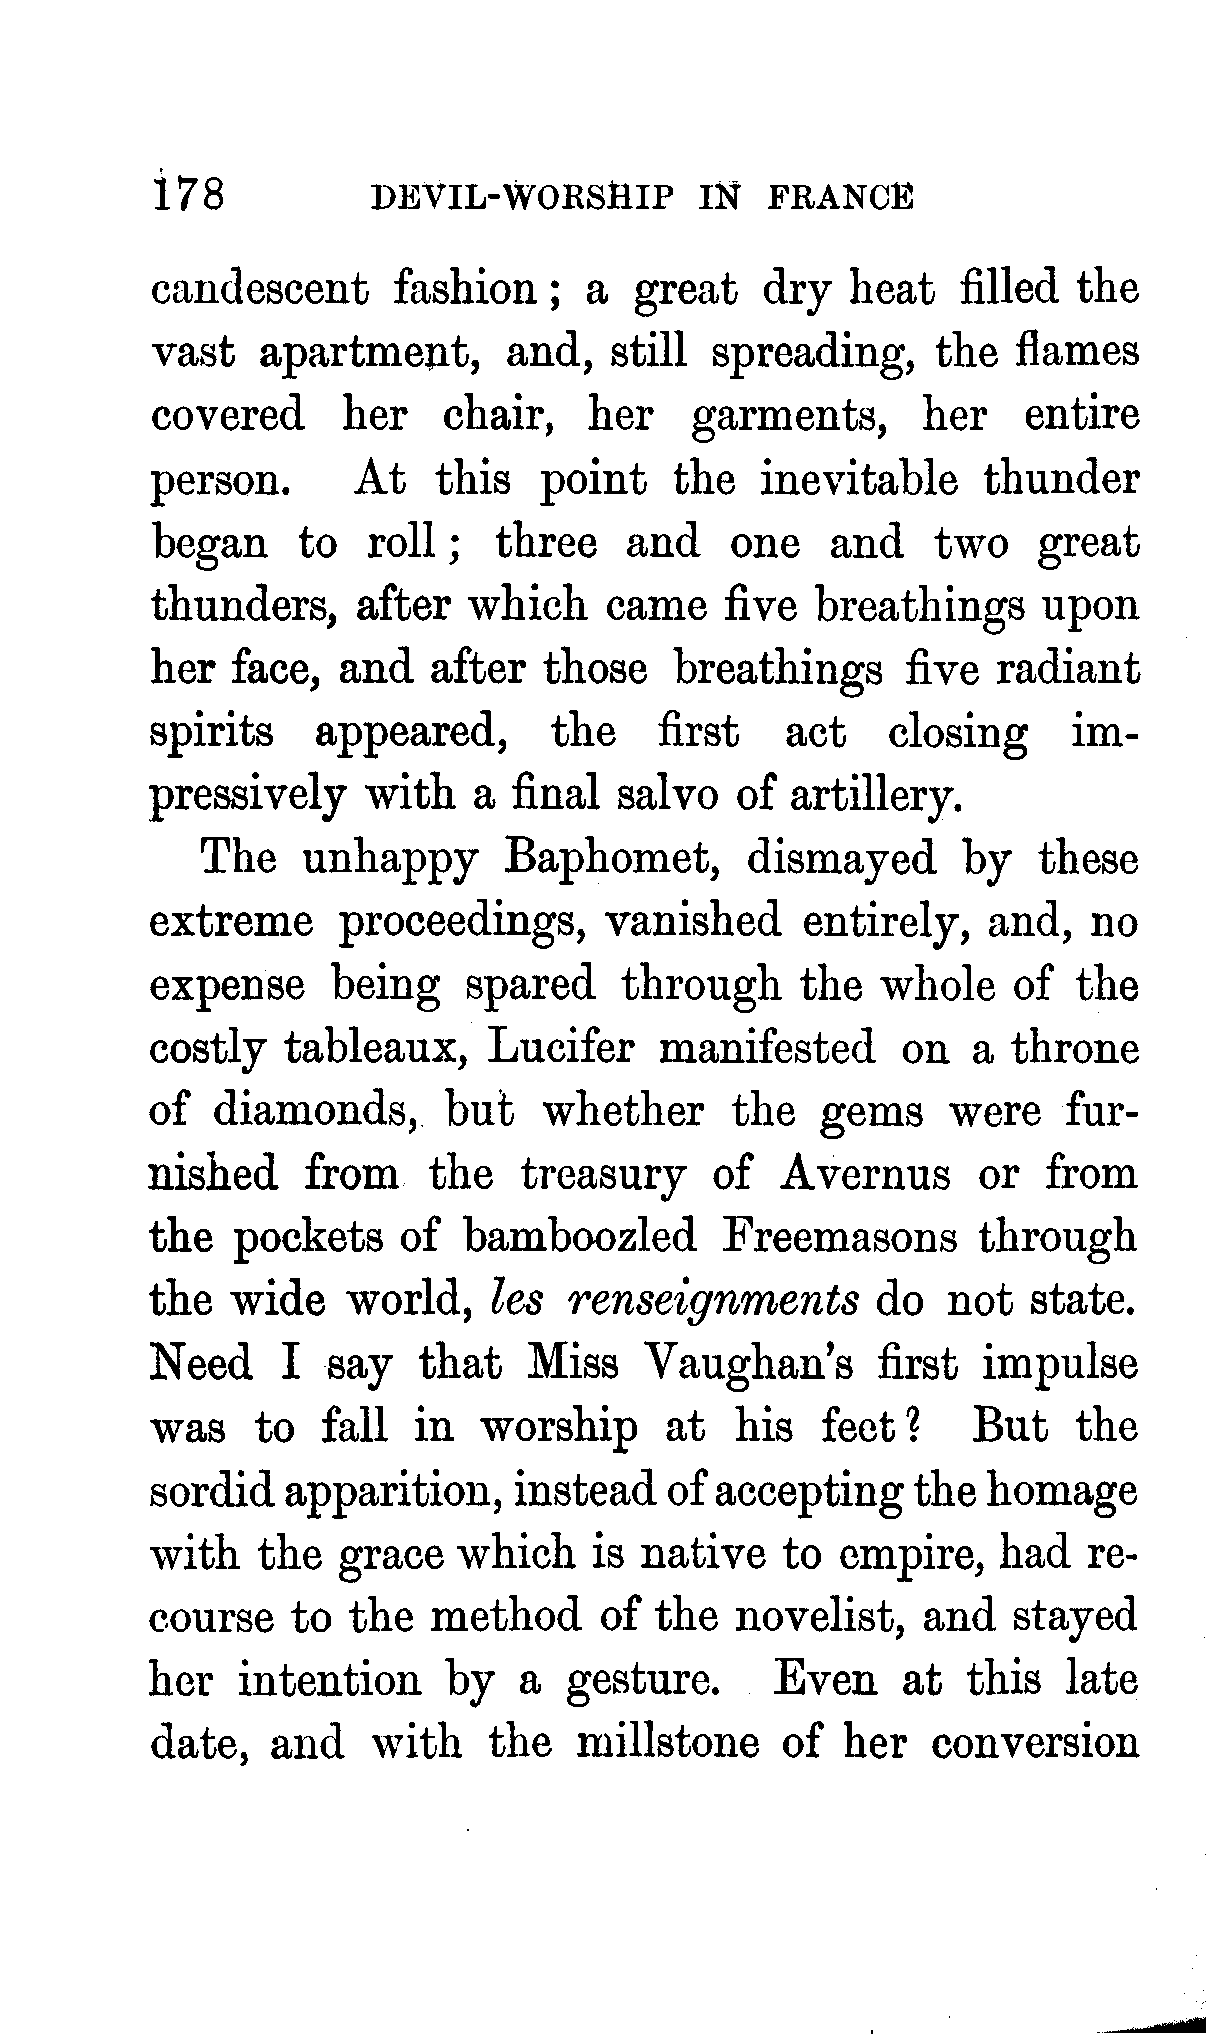 178 DEVIL-WORSHIP IN FRANCE
candescent fashion; a great dry heat filled the
vast apartment, and, still spreading, the flames
covered her chair, her garments, her entire
person. At this point the inevitable thunder
began to roll; three and one and two great
thunders, after which came five breathings upon
her face, and after those breathings five radiant
spirits appeared, the first act closing im-
pressively with a final salvo of artillery.
The unhappy Baphomet, dismayed by these
extreme proceedings, vanished entirely, and, no
expense being spared through the whole of the
costly tableaux, Lucifer manifested on a throne
of diamonds, but whether the gems were fur-
nished from the treasury of Avernus or from
the pockets of bamboozled Freemasons through
the wide world, les renseignments do not state.
Need I say that Miss Vaughan's first impulse
was to fall in worship at his feet? But the
sordid apparition, instead of accepting the homage
with the grace which is native to empire, had re-
course to the method of the novelist, and stayed
her intention by a gesture. Even at this late
date, and with the millstone of her conversion